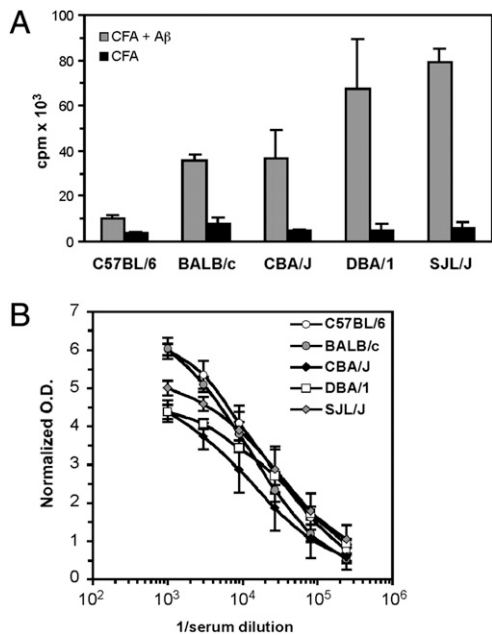 A
CFA + Aβ
CFA
cpm x 10³
100
80
60
40
20
0
C57BL/6 BALB/c CBA/J DBA/1 SJL/J
B
C57BL/6
BALB/c
CBA/J
DBA/1
SJL/J
Normalized O.D.
7
6
5
4
3
2
1
0
10² 10³ 10⁴ 10⁵ 10⁶
1/serum dilution